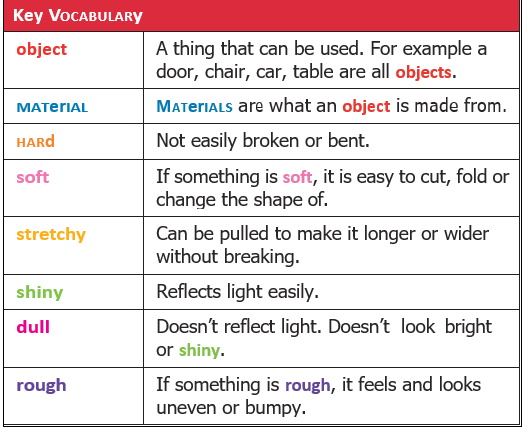 Key VOCABULARy
object
A thing that can be used. For example a
door, chair, car, table are all objects.
MATerIAL
MATerIALS are what an object is made from.
HARd
Not easily broken or bent.
soft
If something is soft, it is easy to cut, fold or
change the shape of.
stretchy
Can be pulled to make it longer or wider
without breaking.
shiny
Reflects light easily.
dull
Doesn’t reflect light. Doesn’t look bright
or shiny.
rough
If something is rough, it feels and looks
uneven or bumpy.